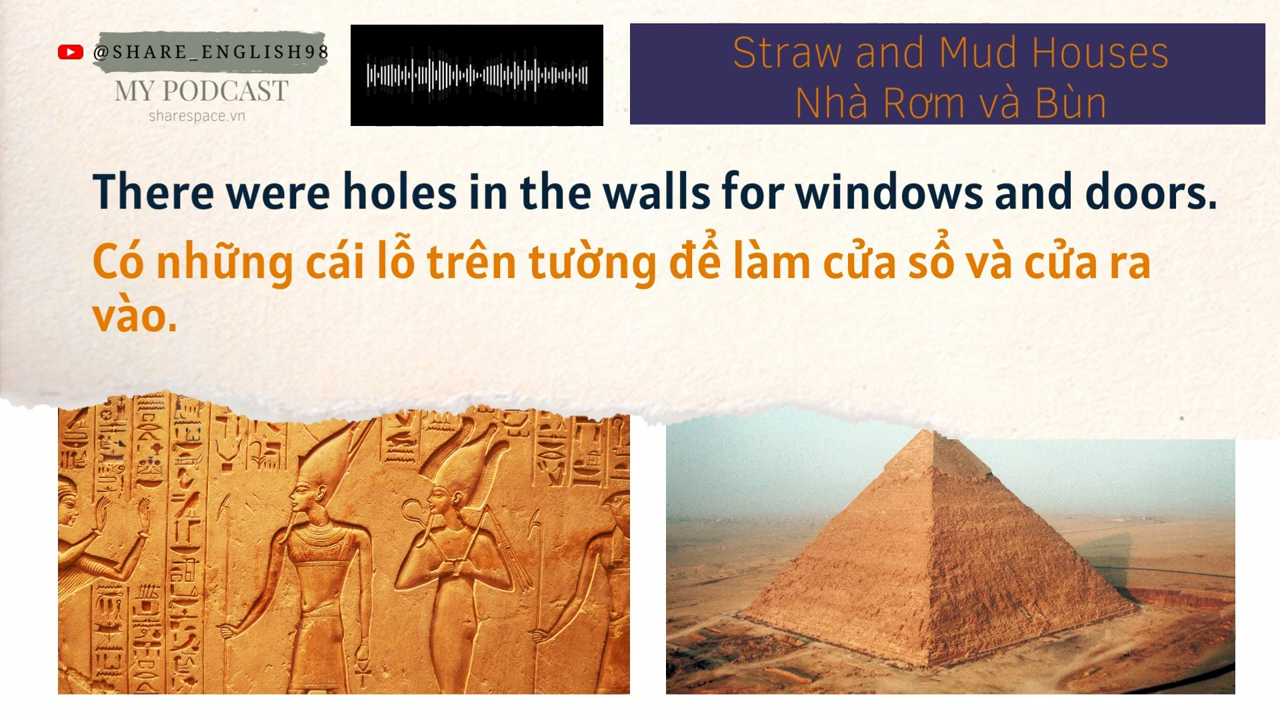 @SHARE_ENGLISH98
MY PODCAST
sharespace.vn
Straw and Mud Houses
Nhà Rơm và Bùn
There were holes in the walls for windows and doors.
Có những cái lỗ trên tường để làm cửa sổ và cửa ra
vào.